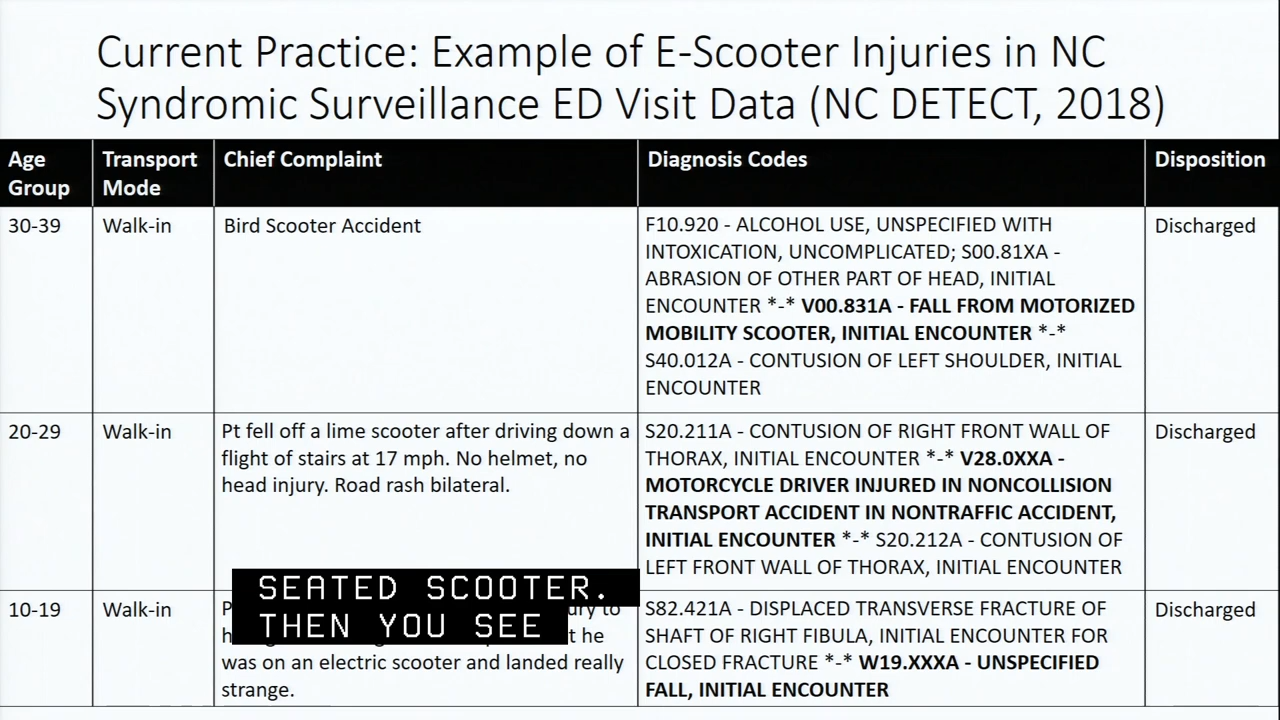 Current Practice: Example of E-Scooter Injuries in NC
Syndromic Surveillance ED Visit Data (NC DETECT, 2018)
Age
Group
Transport
Mode
Chief Complaint
Diagnosis Codes
Disposition
30-39
Walk-in
Bird Scooter Accident
F10.920 - ALCOHOL USE, UNSPECIFIED WITH
INTOXICATION, UNCOMPLICATED; S00.81XA -
ABRASION OF OTHER PART OF HEAD, INITIAL
ENCOUNTER *-* V00.831A - FALL FROM MOTORIZED
MOBILITY SCOOTER, INITIAL ENCOUNTER *-*
S40.012A - CONTUSION OF LEFT SHOULDER, INITIAL
ENCOUNTER
Discharged
20-29
Walk-in
Pt fell off a lime scooter after driving down a
flight of stairs at 17 mph. No helmet, no
head injury. Road rash bilateral.
S20.211A - CONTUSION OF RIGHT FRONT WALL OF
THORAX, INITIAL ENCOUNTER *-* V28.0XXA -
MOTORCYCLE DRIVER INJURED IN NONCOLLISION
TRANSPORT ACCIDENT IN NONTRAFFIC ACCIDENT,
INITIAL ENCOUNTER *-* S20.212A - CONTUSION OF
LEFT FRONT WALL OF THORAX, INITIAL ENCOUNTER
Discharged
10-19
Walk-in
to
he
was on an electric scooter and landed really
strange.
S82.421A - DISPLACED TRANSVERSE FRACTURE OF
SHAFT OF RIGHT FIBULA, INITIAL ENCOUNTER FOR
CLOSED FRACTURE *-* W19.XXXA - UNSPECIFIED
FALL, INITIAL ENCOUNTER
Discharged
SEATED SCOOTER.
THEN YOU SEE